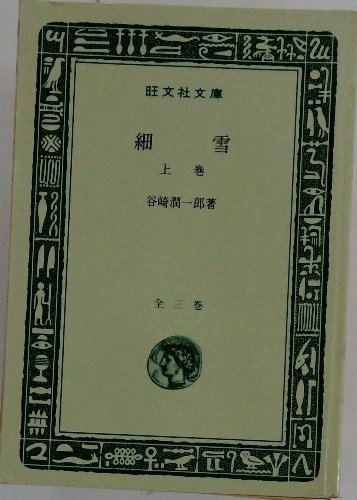 旺文社文庫
細雪
上巻
谷崎潤一郎著
全三巻